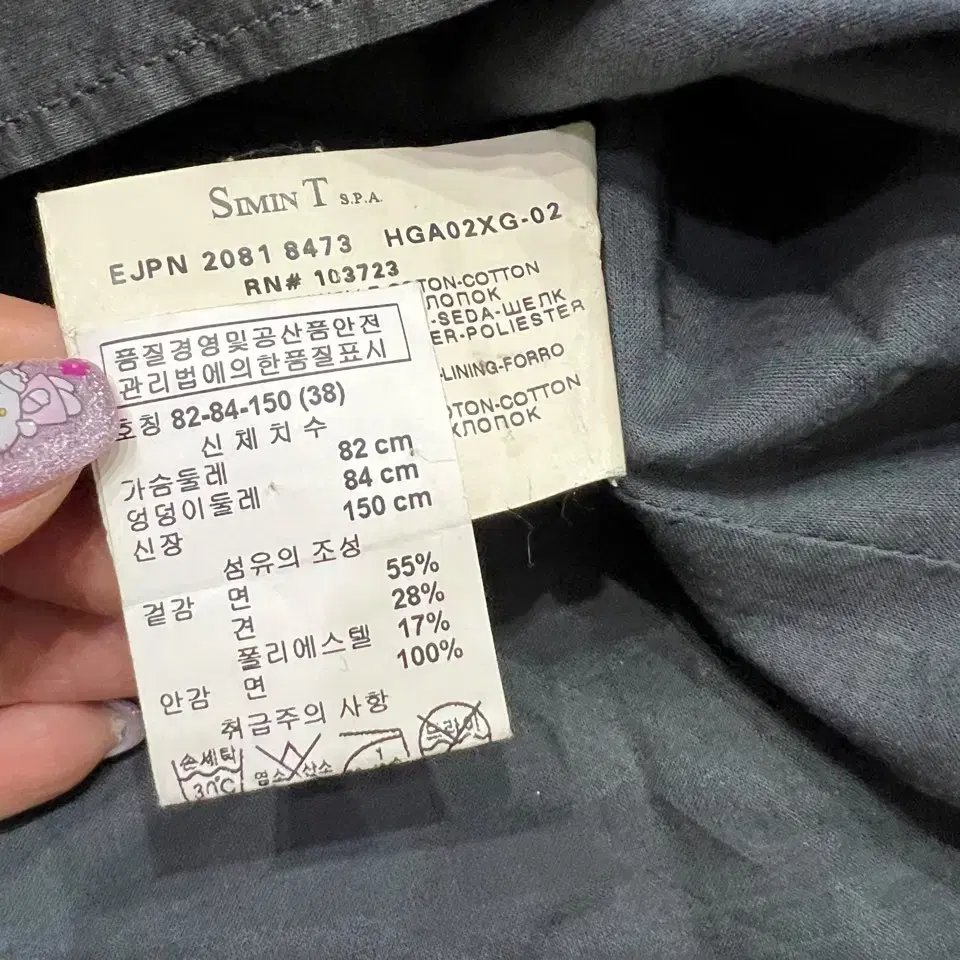 SIMINT S.P.A.
EJPN 2081 8473 HGA02XG-02
RN# 103723
-COTTON
ХЛОПОК
-SEDA-ШЕЛК
-POLIESTER
-LINING-FORRO
-COTTON
ХЛОПОК
품질경영및공산품안전
관리법에의한품질표시
호칭 82-84-150 (38)
신체치수
가슴둘레 82 cm
엉덩이둘레 84 cm
신장 150 cm
섬유의 조성
겉감 면 55%
견 28%
폴리에스텔 17%
안감 면 100%
취급주의 사항
손세탁 30℃
염소 산소
드라이